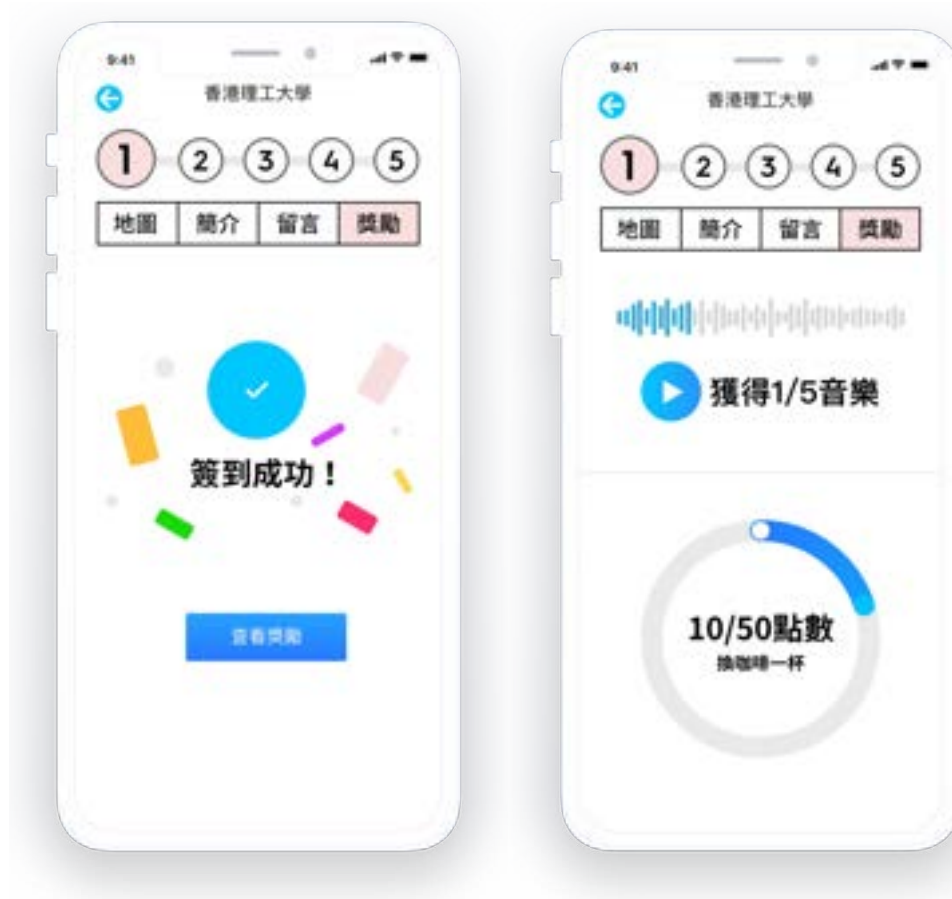 9:41
香港理工大學
1 2 3 4 5
地圖 簡介 留言 獎勵
簽到成功！
查看獎勵
9:41
香港理工大學
1 2 3 4 5
地圖 簡介 留言 獎勵
獲得1/5音樂
10/50點數
換咖啡一杯